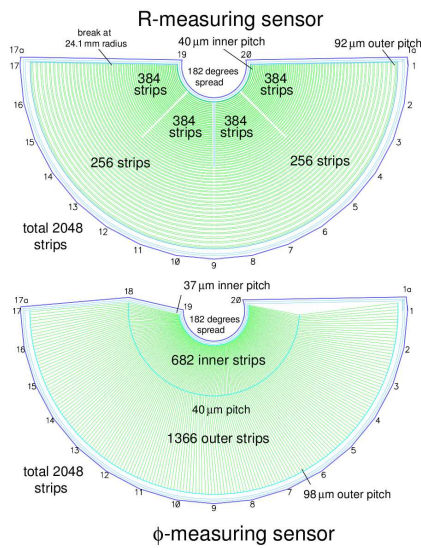 R-measuring sensor
break at
24.1 mm radius
40 μm inner pitch
92 μm outer pitch
17a
17
16
15
14
13
12
11
10
9
8
7
6
5
4
3
2
1
1a
19
20
182 degrees
spread
384
strips
384
strips
384
strips
384
strips
256 strips
256 strips
total 2048
strips
37 μm inner pitch
17a
18
19
20
1a
1
182 degrees
spread
17
16
15
14
13
12
11
10
9
8
7
6
5
4
3
2
682 inner strips
40 μm pitch
1366 outer strips
total 2048
strips
98 μm outer pitch
ϕ-measuring sensor